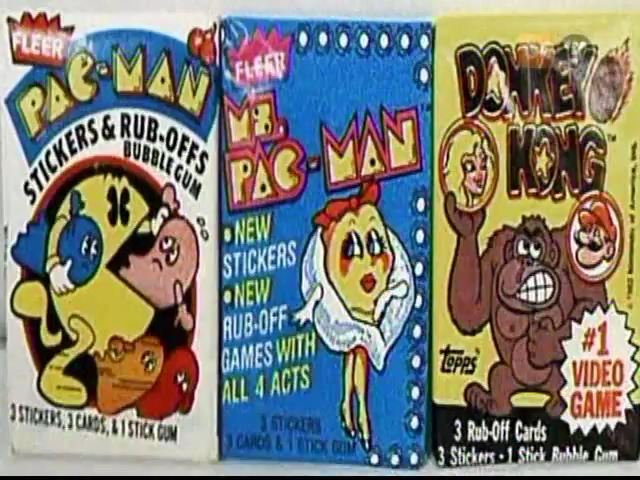 FLEER
PAC-MAN
STICKERS & RUB-OFFS
BUBBLE GUM
3 STICKERS, 3 CARDS, & 1 STICK GUM
FLEER
MS.
PAC-MAN
•NEW
STICKERS
•NEW
RUB-OFF
GAMES WITH
ALL 4 ACTS
3 STICKERS
3 CARDS & 1 STICK GUM
DONKEY
KONG™
topps
#1
VIDEO
GAME
3 Rub-Off Cards
3 Stickers • 1 Stick Bubble Gum